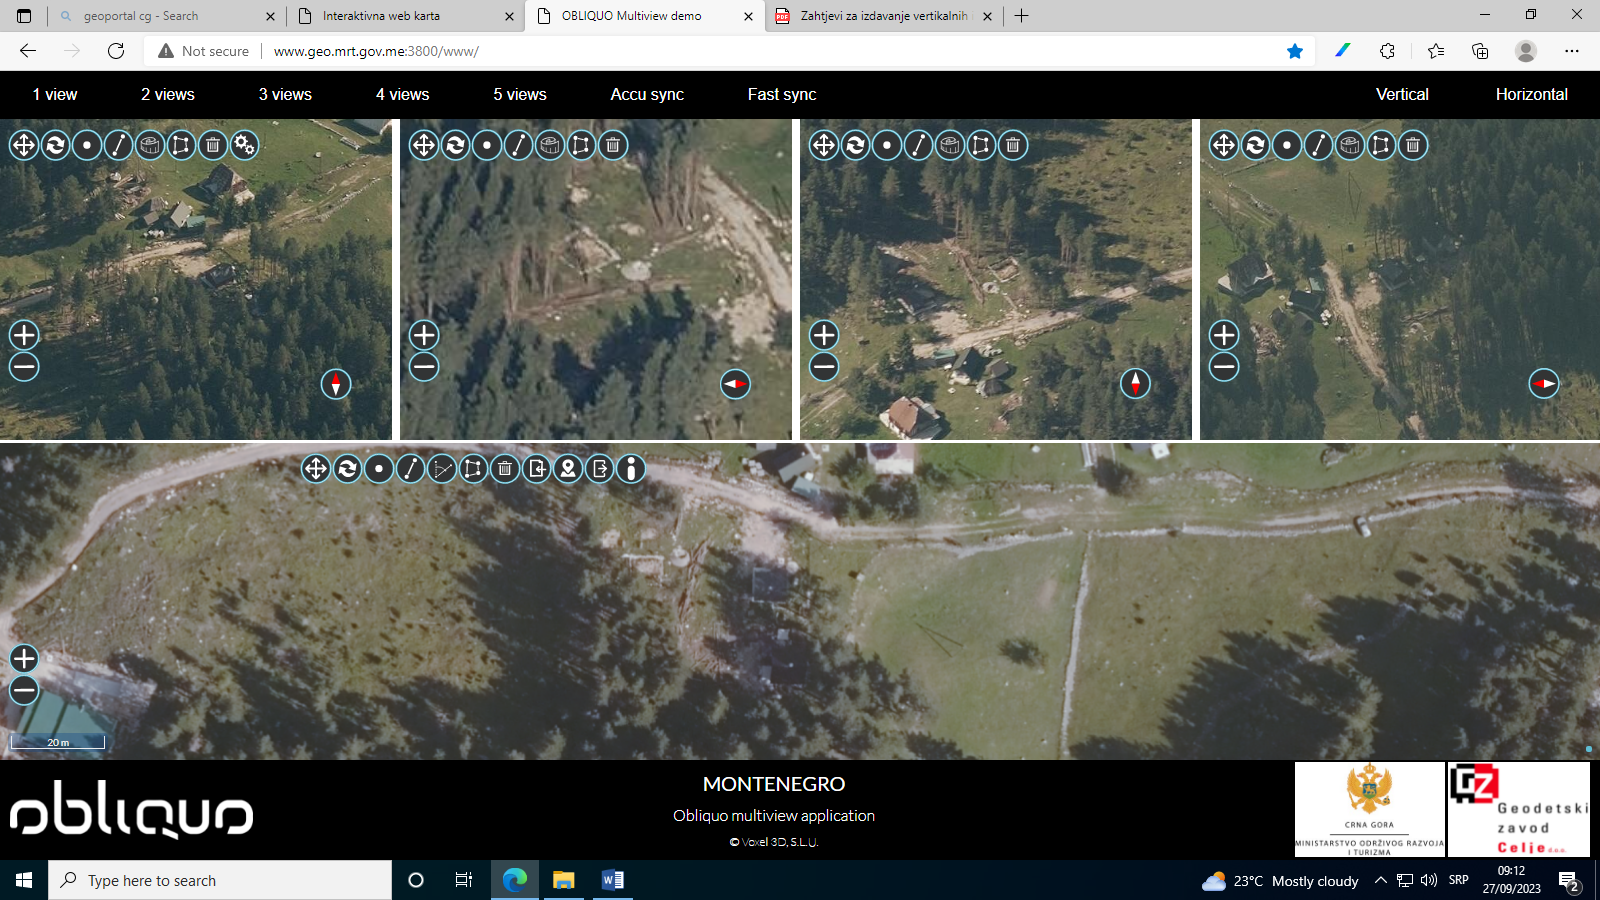 geoportal cg - Search
Interaktivna web karta
OBLIQUO Multiview demo
PDF
Zahtjevi za izdavanje vertikalnih
Not secure
www.geo.mrt.gov.me:3800/www/
1 view
2 views
3 views
4 views
5 views
Accu sync
Fast sync
Vertical
Horizontal
20 m
obliquo
MONTENEGRO
Obliquo multiview application
© Voxel 3D, S.L.U.
CRNA GORA
MINISTARSTVO ODRŽIVOG RAZVOJA
I TURIZMA
GZ
Geodetski
zavod
Celje d.o.o.
Type here to search
W
23°C Mostly cloudy
SRP
09:12
27/09/2023
2